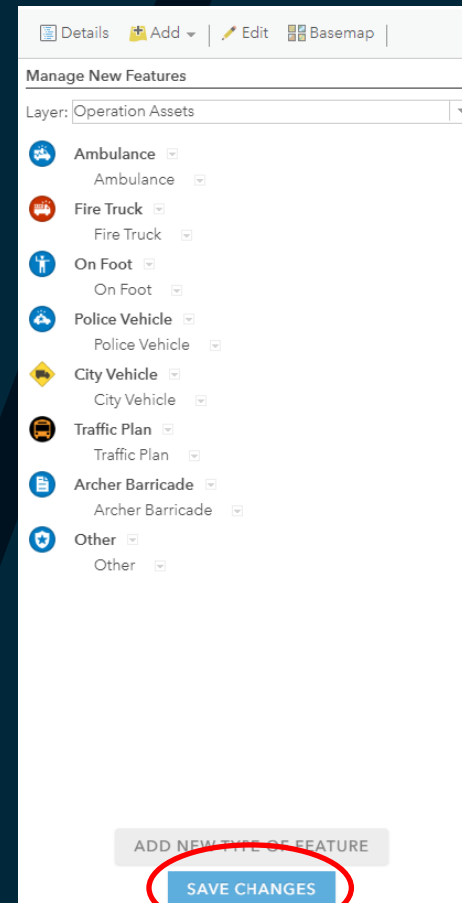 Details Add Edit Basemap
Manage New Features
Layer: Operation Assets
Ambulance
Ambulance
Fire Truck
Fire Truck
On Foot
On Foot
Police Vehicle
Police Vehicle
City Vehicle
City Vehicle
Traffic Plan
Traffic Plan
Archer Barricade
Archer Barricade
Other
Other
ADD NEW TYPE OF FEATURE
SAVE CHANGES